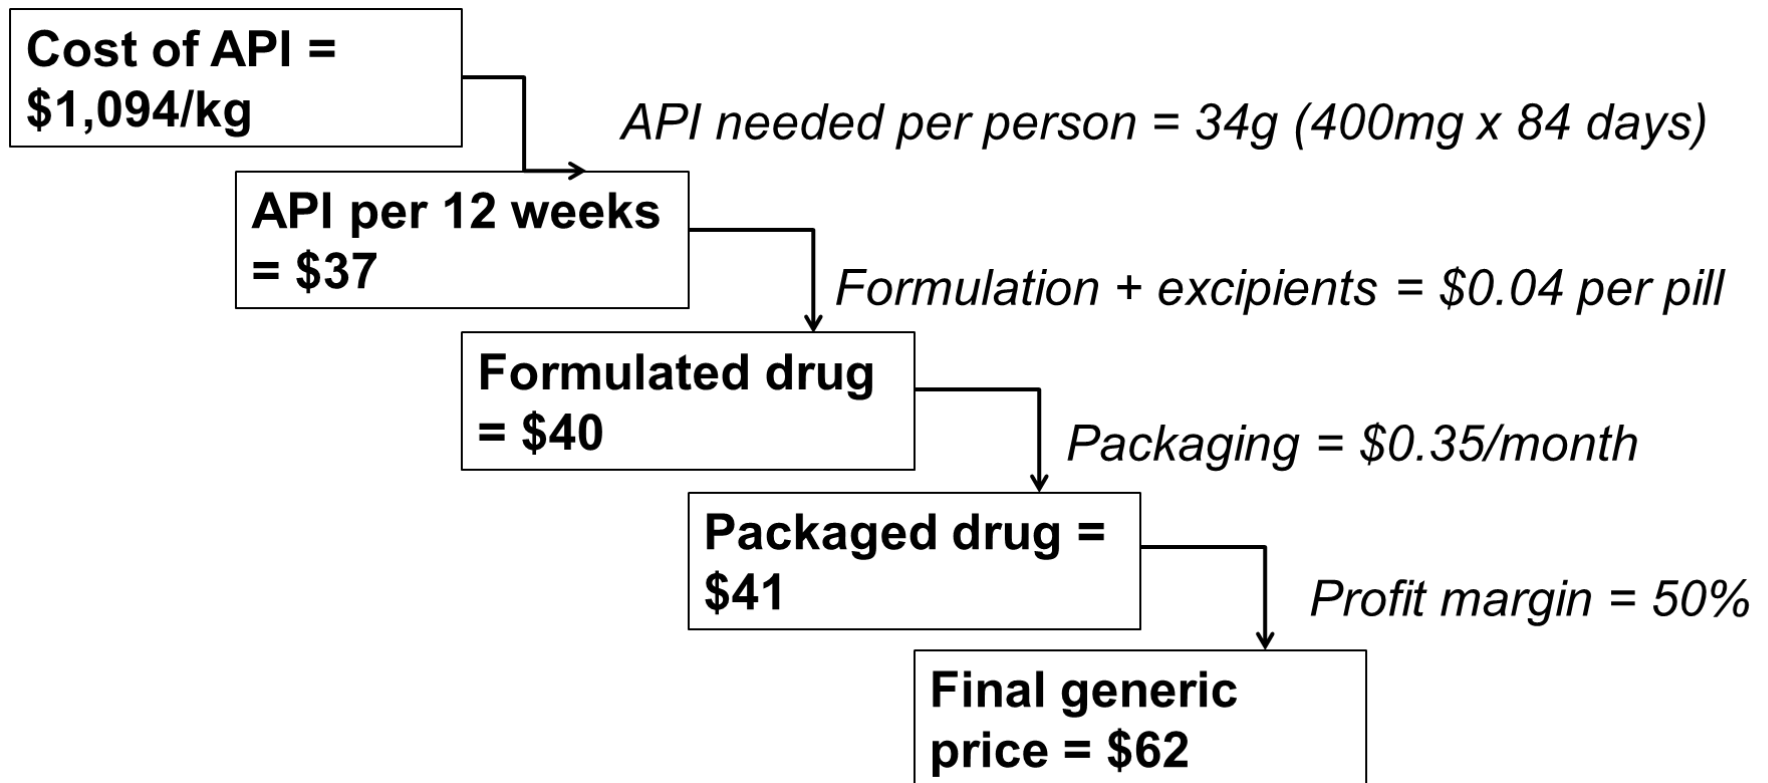 Cost of API =
$1,094/kg
API needed per person = 34g (400mg x 84 days)
API per 12 weeks
= $37
Formulation + excipients = $0.04 per pill
Formulated drug
= $40
Packaging = $0.35/month
Packaged drug =
$41
Profit margin = 50%
Final generic
price = $62